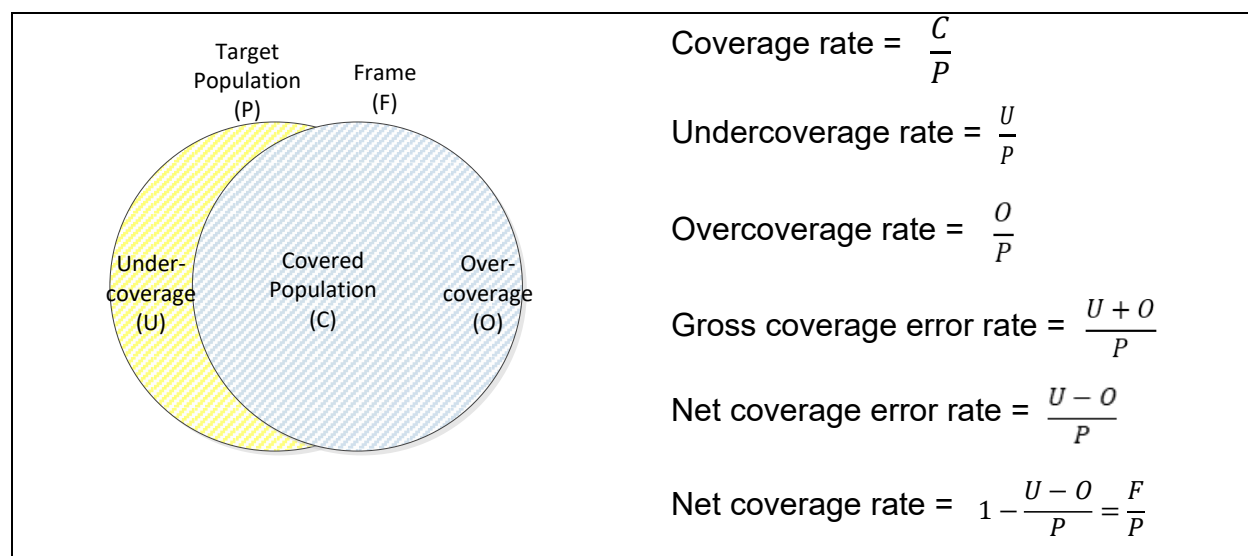 Target
Population
(P)
Frame
(F)
Under-
coverage
(U)
Covered
Population
(C)
Over-
coverage
(O)
Coverage rate = C/P
Undercoverage rate = U/P
Overcoverage rate = O/P
Gross coverage error rate = (U + O)/P
Net coverage error rate = (U − O)/P
Net coverage rate = 1 − (U − O)/P = F/P